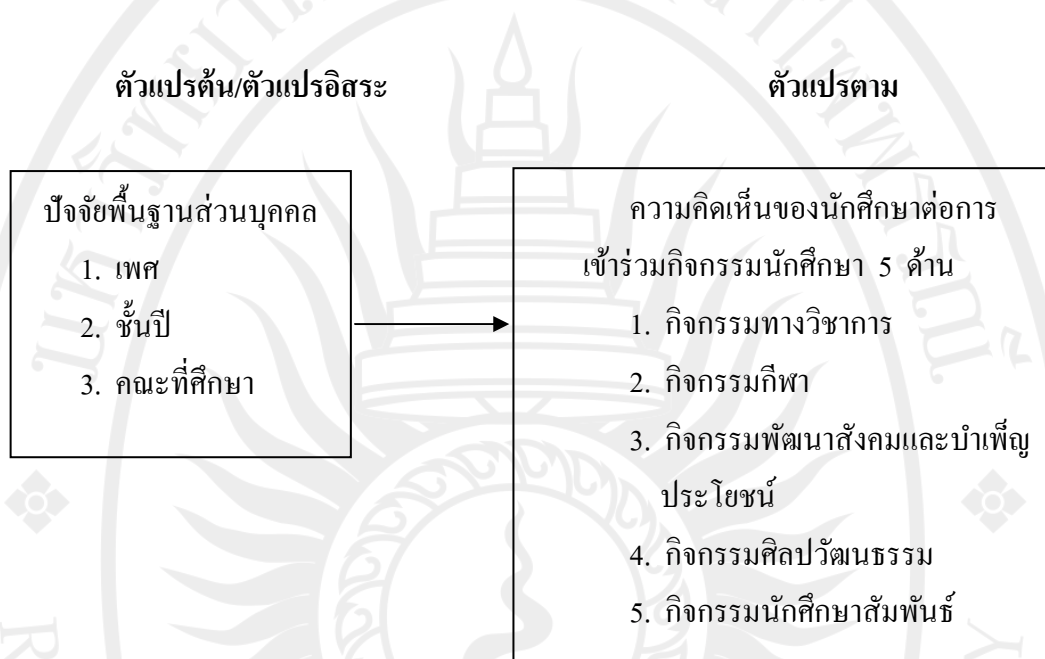 ตัวแปรต้น/ตัวแปรอิสระ
ตัวแปรตาม
ปัจจัยพื้นฐานส่วนบุคคล
1. เพศ
2. ชั้นปี
3. คณะที่ศึกษา
ความคิดเห็นของนักศึกษาต่อการ
เข้าร่วมกิจกรรมนักศึกษา 5 ด้าน
1. กิจกรรมทางวิชาการ
2. กิจกรรมกีฬา
3. กิจกรรมพัฒนาสังคมและบำเพ็ญ
ประโยชน์
4. กิจกรรมศิลปวัฒนธรรม
5. กิจกรรมนักศึกษาสัมพันธ์